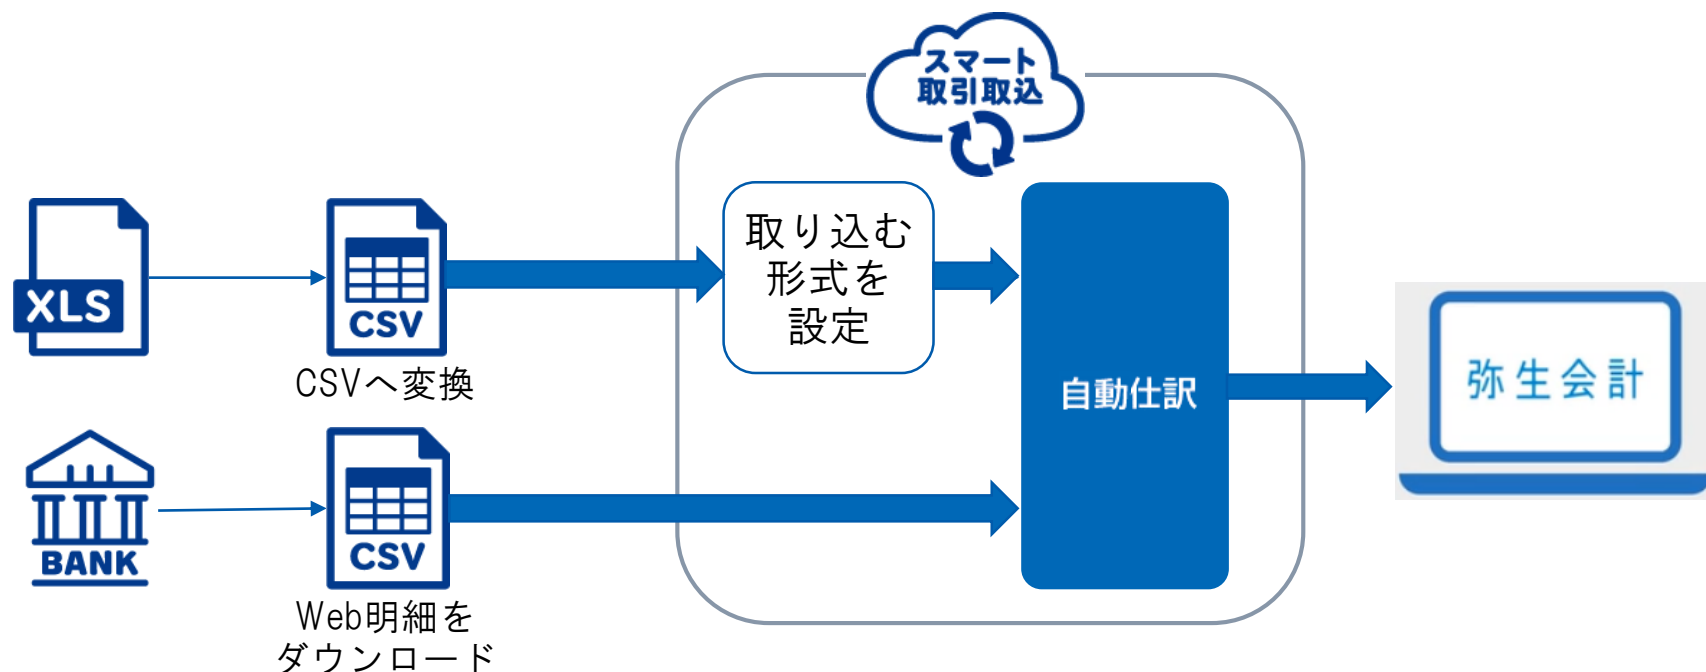 スマート
取引取込
XLS
CSV
CSVへ変換
取り込む
形式を
設定
自動仕訳
弥生会計
BANK
CSV
Web明細を
ダウンロード